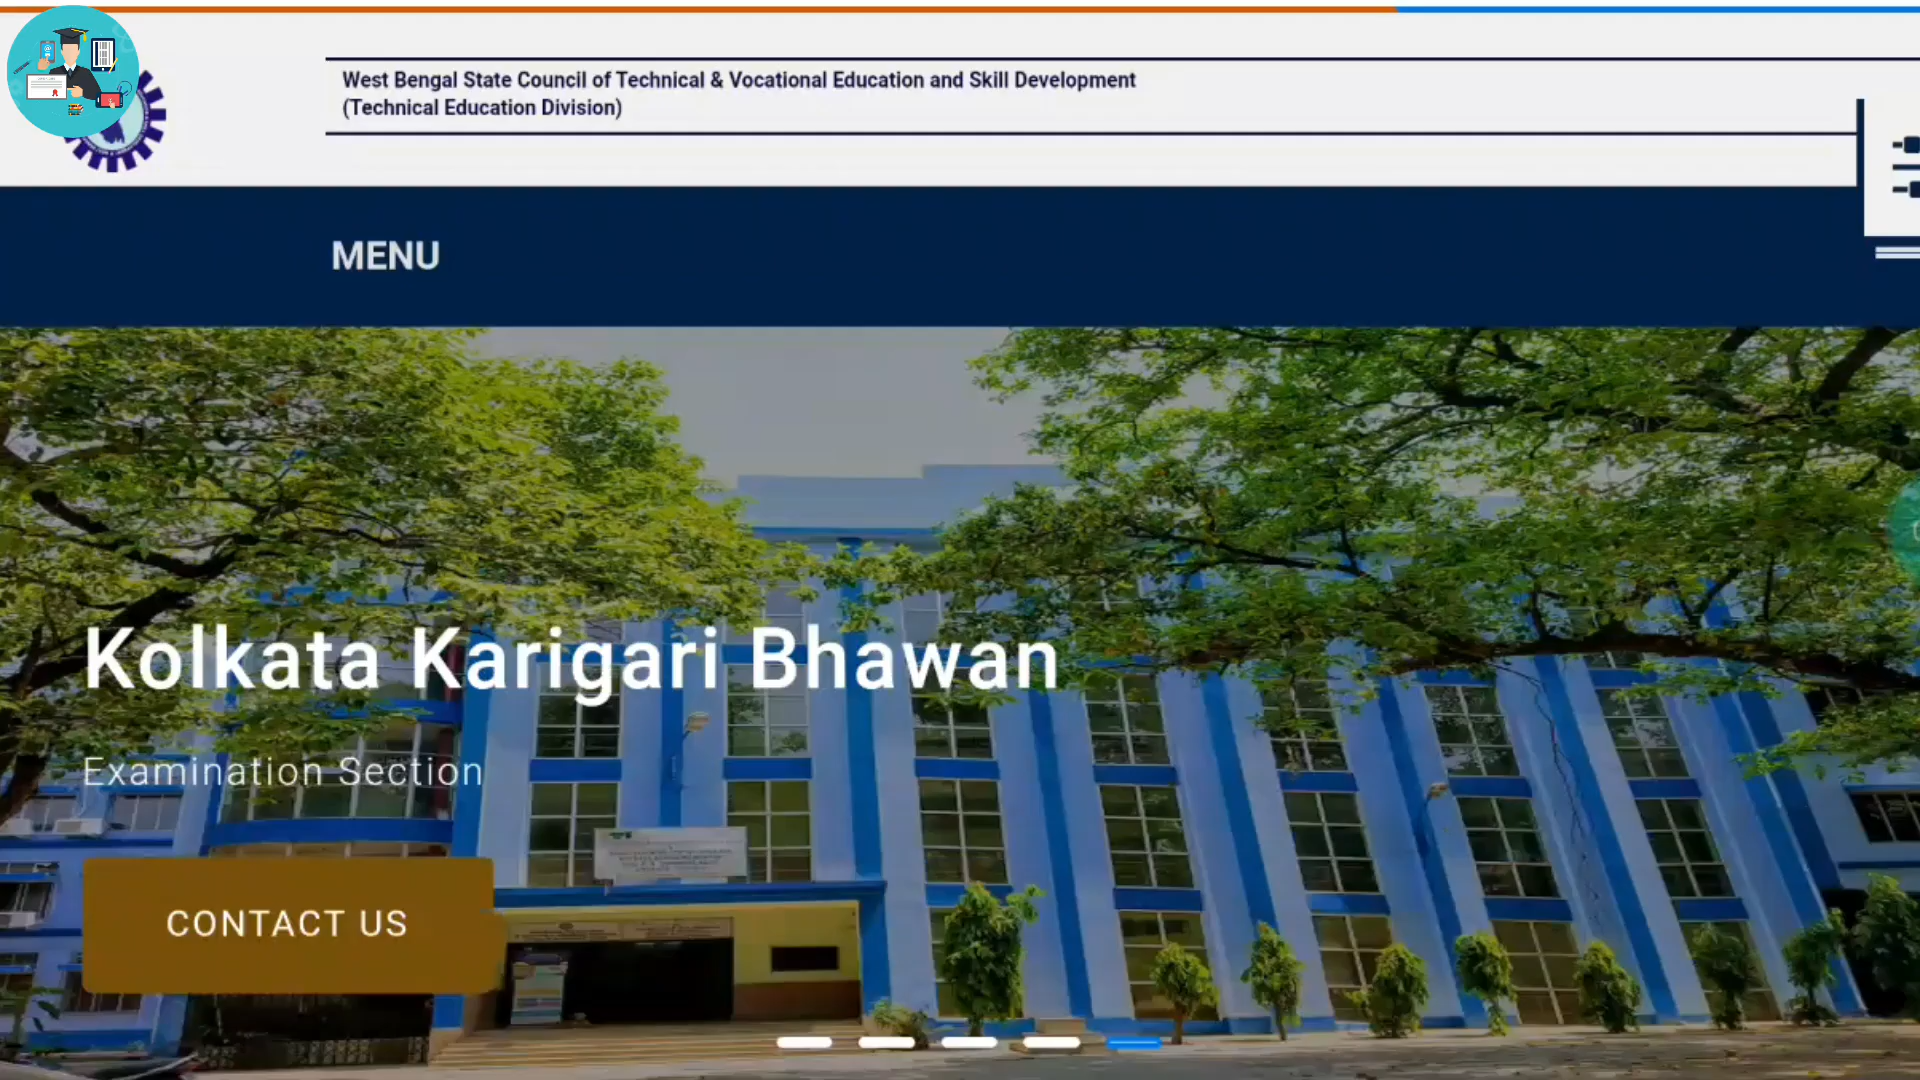 West Bengal State Council of Technical & Vocational Education and Skill Development
(Technical Education Division)
MENU
Kolkata Karigari Bhawan
Examination Section
CONTACT US